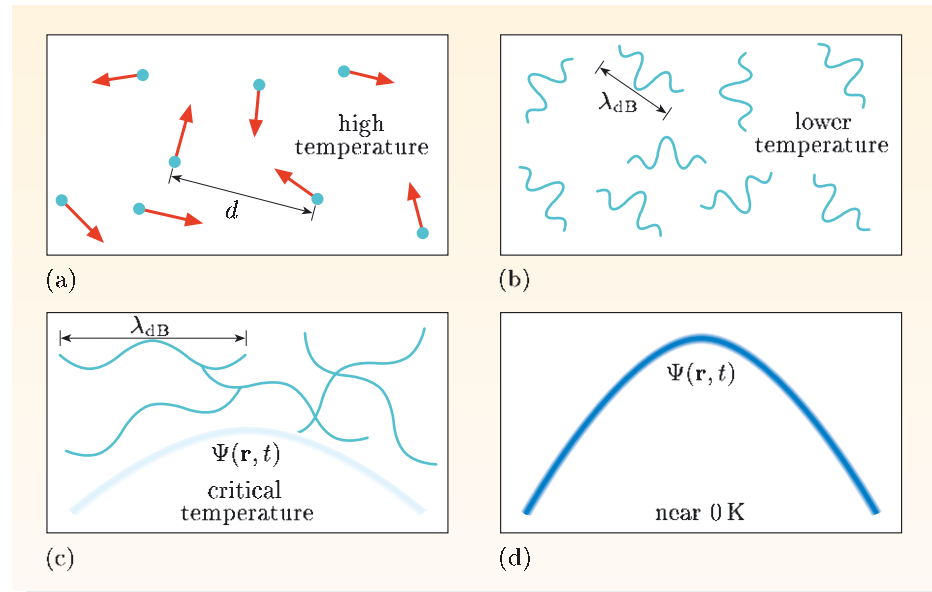 high
temperature
d
(a)
λdB
lower
temperature
(b)
λdB
Ψ(r, t)
critical
temperature
(c)
Ψ(r, t)
near 0 K
(d)